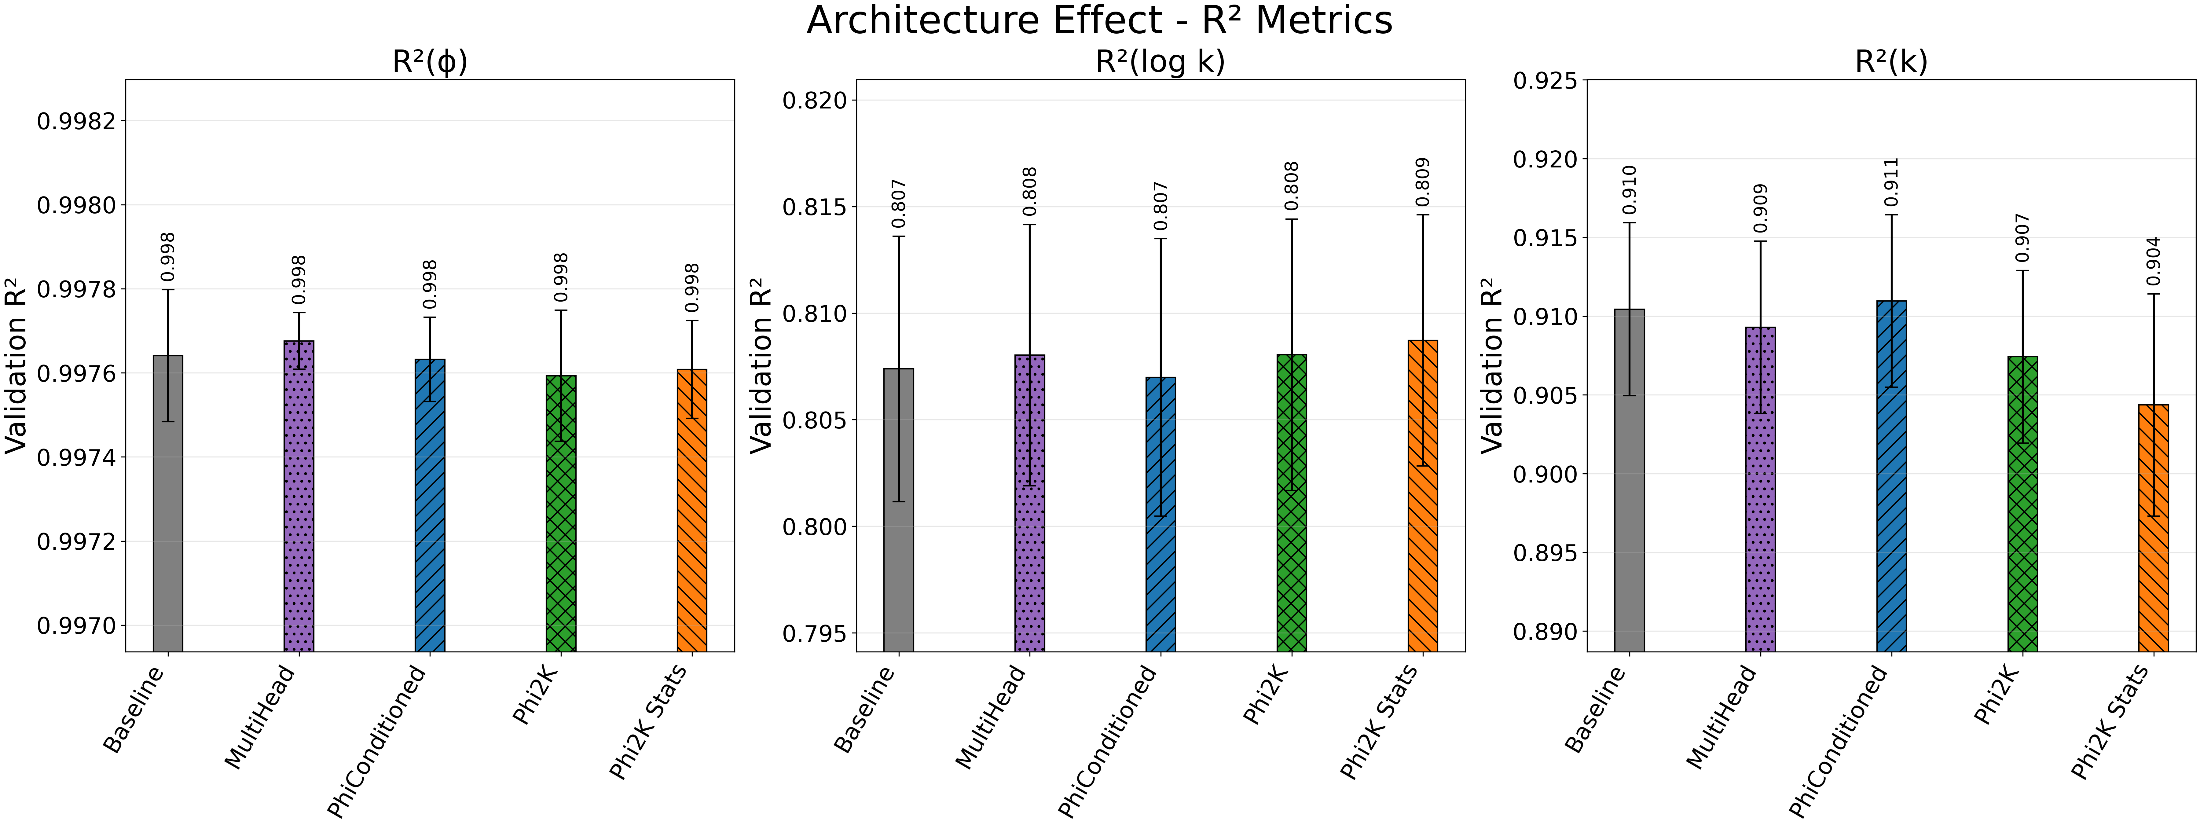 Architecture Effect - R² Metrics
R²(ϕ)
Validation R²
0.9982
0.9980
0.9978
0.9976
0.9974
0.9972
0.9970
0.998
0.998
0.998
0.998
0.998
Baseline
MultiHead
PhiConditioned
Phi2K
Phi2K Stats
R²(log k)
Validation R²
0.820
0.815
0.810
0.805
0.800
0.795
0.807
0.808
0.807
0.808
0.809
Baseline
MultiHead
PhiConditioned
Phi2K
Phi2K Stats
R²(k)
Validation R²
0.925
0.920
0.915
0.910
0.905
0.900
0.895
0.890
0.910
0.909
0.911
0.907
0.904
Baseline
MultiHead
PhiConditioned
Phi2K
Phi2K Stats